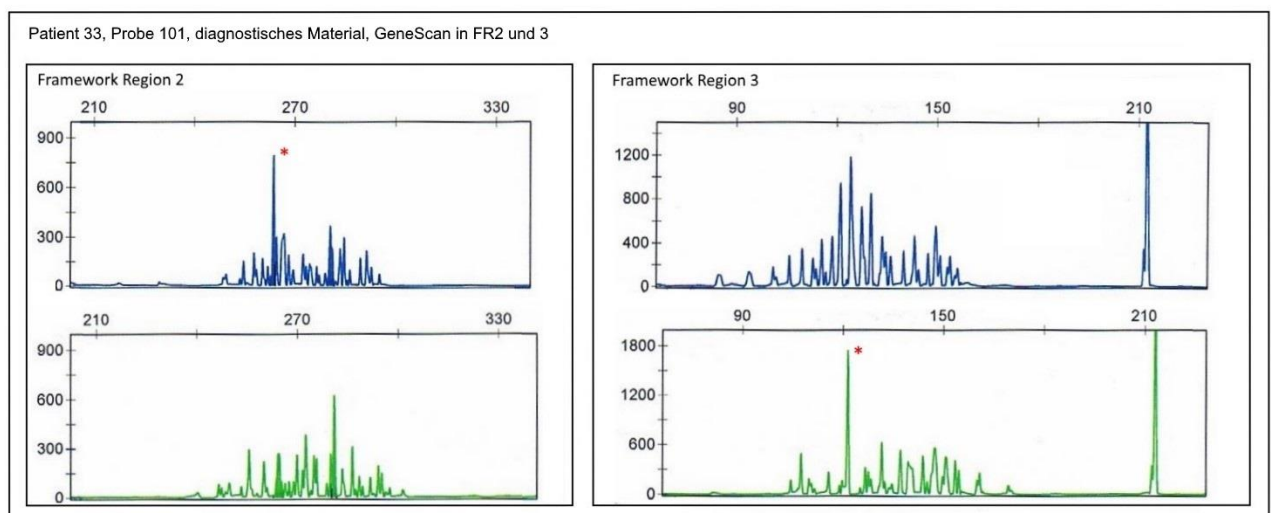 Patient 33, Probe 101, diagnostisches Material, GeneScan in FR2 und 3
Framework Region 2
210 270 330
900
600
300
0
*
210 270 330
900
600
300
0
Framework Region 3
90 150 210
1200
800
400
0
90 150 210
1800
1200
600
0
*